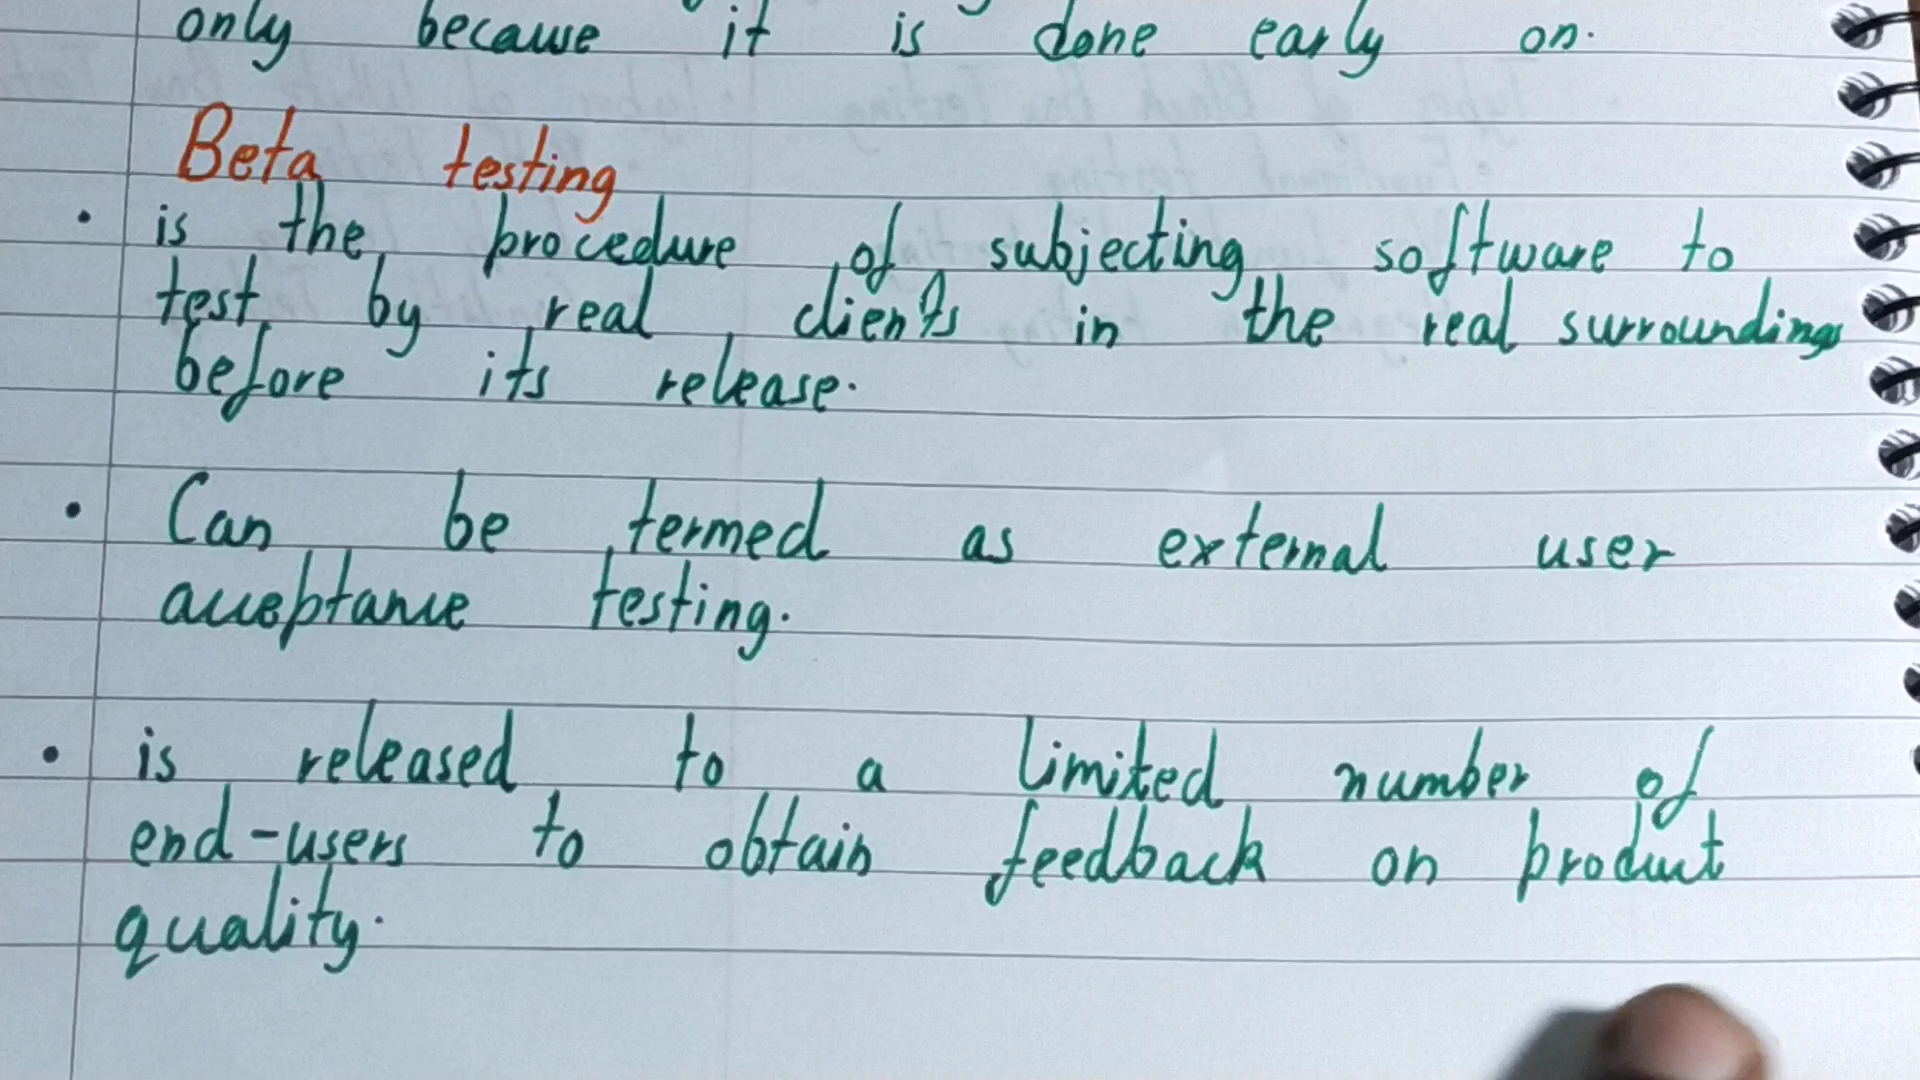 only because it is done early on.
Beta testing
• is the procedure of subjecting software to
test by real clients in the real surroundings
before its release.
• Can be termed as external user
acceptance testing.
• is released to a limited number of
end-users to obtain feedback on product
quality.